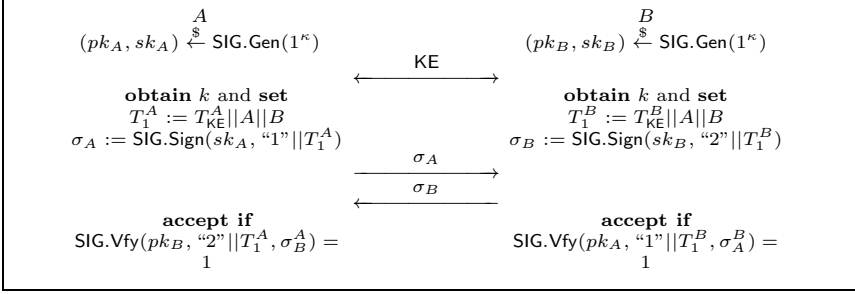 A B
(pk_A, sk_A) $← SIG.Gen(1^κ) (pk_B, sk_B) $← SIG.Gen(1^κ)
KE
obtain k and set obtain k and set
T_1^A := T_KE^A||A||B T_1^B := T_KE^B||A||B
σ_A := SIG.Sign(sk_A, “1”||T_1^A) σ_B := SIG.Sign(sk_B, “2”||T_1^B)
σ_A
σ_B
accept if accept if
SIG.Vfy(pk_B, “2”||T_1^A, σ_B^A) = SIG.Vfy(pk_A, “1”||T_1^B, σ_A^B) =
1 1